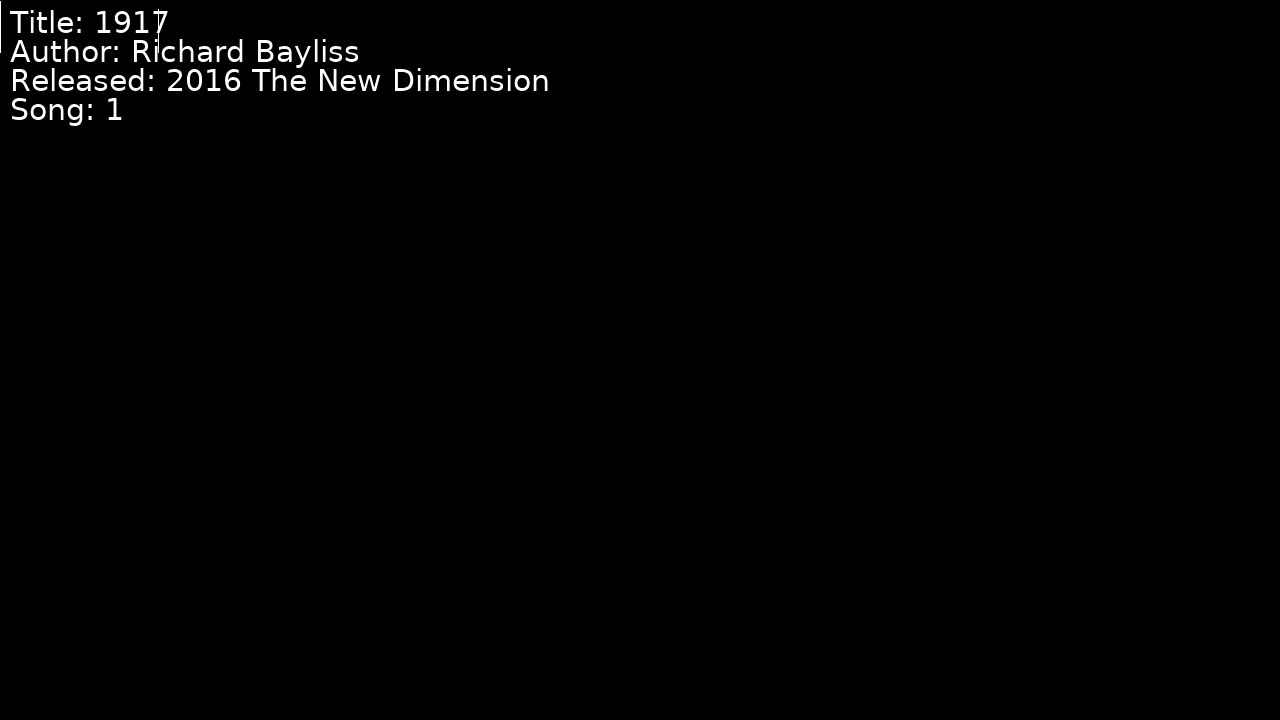 Title: 1917
Author: Richard Bayliss
Released: 2016 The New Dimension
Song: 1